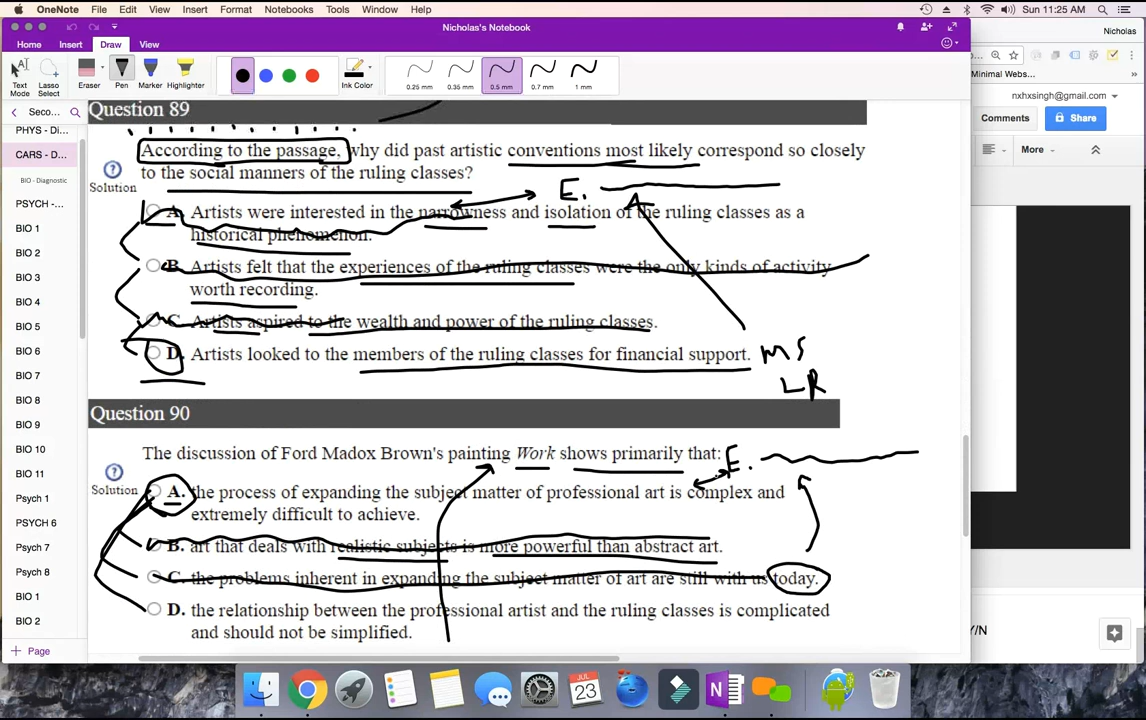 OneNote File Edit View Insert Format Notebooks Tools Window Help Sun 11:25 AM
Nicholas's Notebook
Nicholas
Home Insert Draw View
Text Mode
Lasso Select
Eraser
Pen
Marker
Highlighter
Ink Color
0.25 mm 0.35 mm 0.5 mm 0.7 mm 1 mm
Minimal Webs...
nxhxsingh@gmail.com
Comments
Share
More
Seco...
PHYS - Di...
CARS - D...
BIO - Diagnostic
PSYCH -...
BIO 1
BIO 2
BIO 3
BIO 4
BIO 5
BIO 6
BIO 7
BIO 8
BIO 9
BIO 10
BIO 11
Psych 1
PSYCH 6
Psych 7
Psych 8
BIO 1
BIO 2
+ Page
Question 89
According to the passage, why did past artistic conventions most likely correspond so closely
to the social manners of the ruling classes?
Solution
E.
A. Artists were interested in the narrowness and isolation of the ruling classes as a
historical phenomenon.
B. Artists felt that the experiences of the ruling classes were the only kinds of activity
worth recording.
C. Artists aspired to the wealth and power of the ruling classes.
D. Artists looked to the members of the ruling classes for financial support.
MS
LR
Question 90
The discussion of Ford Madox Brown's painting Work shows primarily that: E.
Solution
A. the process of expanding the subject matter of professional art is complex and
extremely difficult to achieve.
B. art that deals with realistic subjects is more powerful than abstract art.
C. the problems inherent in expanding the subject matter of art are still with us today.
D. the relationship between the professional artist and the ruling classes is complicated
and should not be simplified.
Y/N
JUL
23